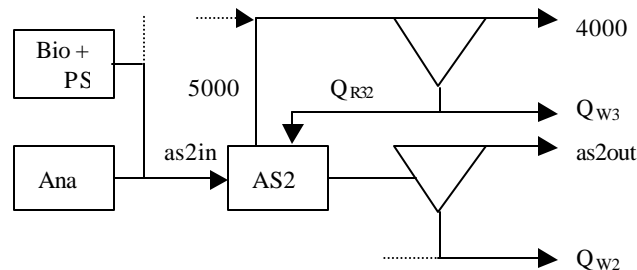 4000
Bio +
PS
5000
QR32
QW3
as2in
as2out
Ana
AS2
QW2